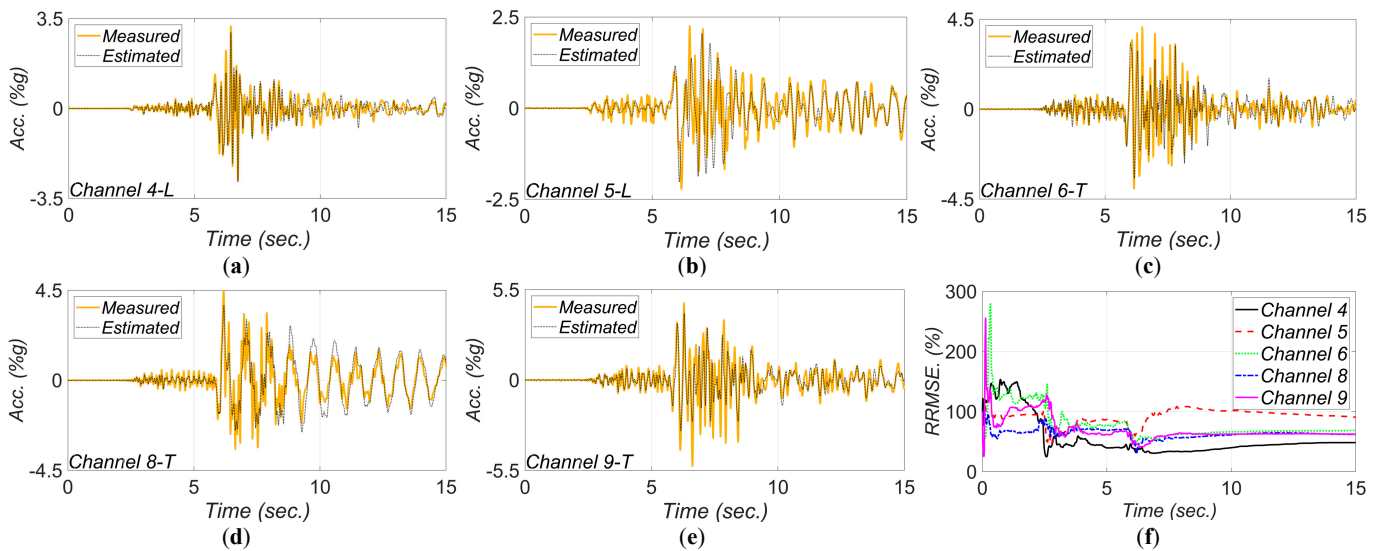 3.5
0
-3.5
Acc. (%g)
Measured
Estimated
Channel 4-L
0 5 10 15
Time (sec.)
(a)
2.5
0
-2.5
Acc. (%g)
Measured
Estimated
Channel 5-L
0 5 10 15
Time (sec.)
(b)
4.5
0
-4.5
Acc. (%g)
Measured
Estimated
Channel 6-T
0 5 10 15
Time (sec.)
(c)
4.5
0
-4.5
Acc. (%g)
Measured
Estimated
Channel 8-T
0 5 10 15
Time (sec.)
(d)
5.5
0
-5.5
Acc. (%g)
Measured
Estimated
Channel 9-T
0 5 10 15
Time (sec.)
(e)
300
200
100
0
RRMSE. (%)
Channel 4
Channel 5
Channel 6
Channel 8
Channel 9
0 5 10 15
Time (sec.)
(f)